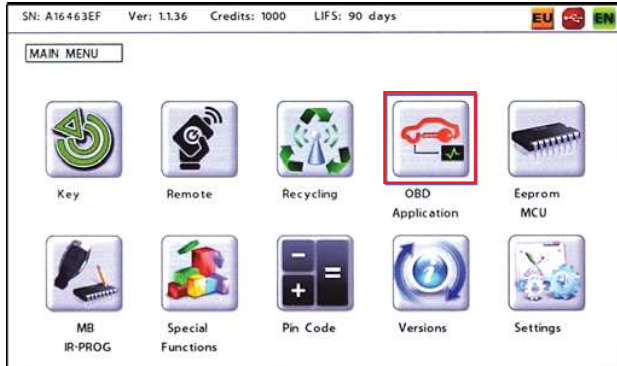 SN: A16463EF Ver: 1.1.36 Credits: 1000 LIFS: 90 days EU EN
MAIN MENU
Key Remote Recycling OBD Application Eeprom MCU
MB IR-PROG Special Functions Pin Code Versions Settings